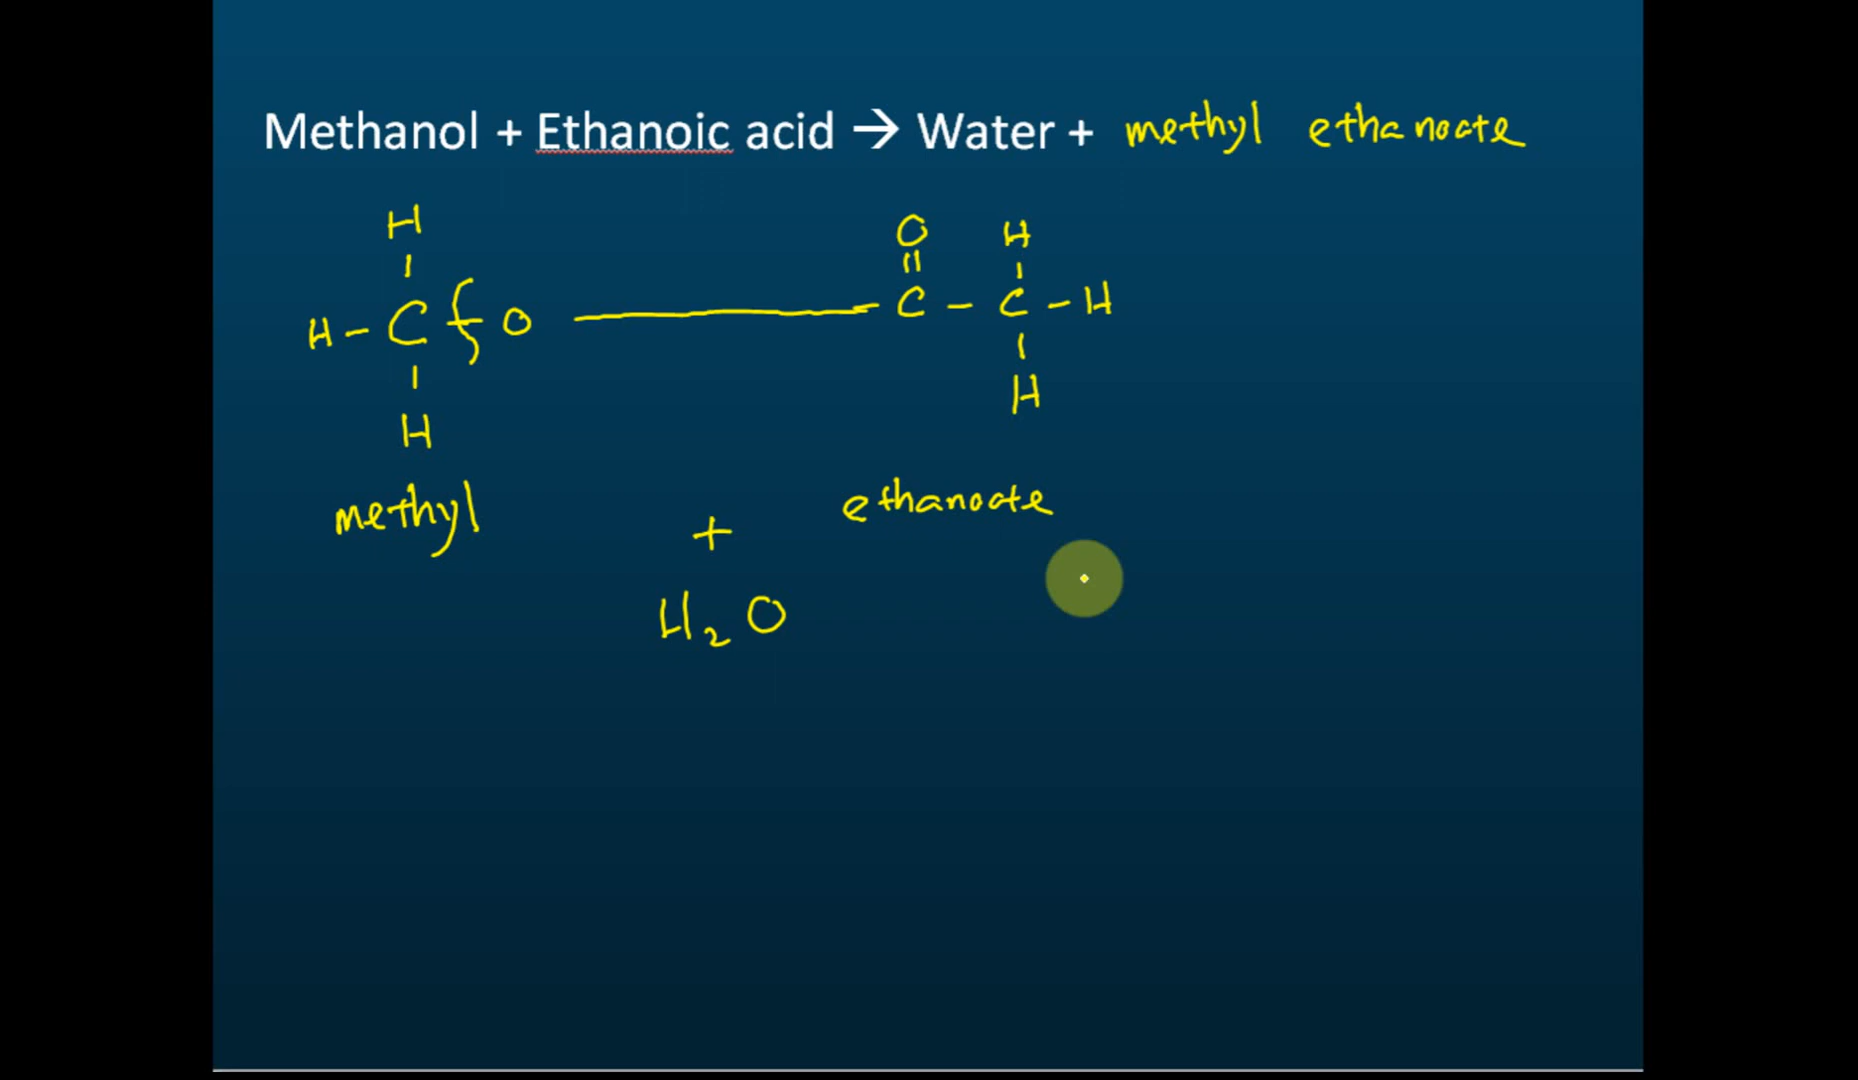 Methanol + Ethanoic acid → Water + methyl ethanoate
H O H
H - C - O - C - C - H
H H
methyl + ethanoate
H₂O